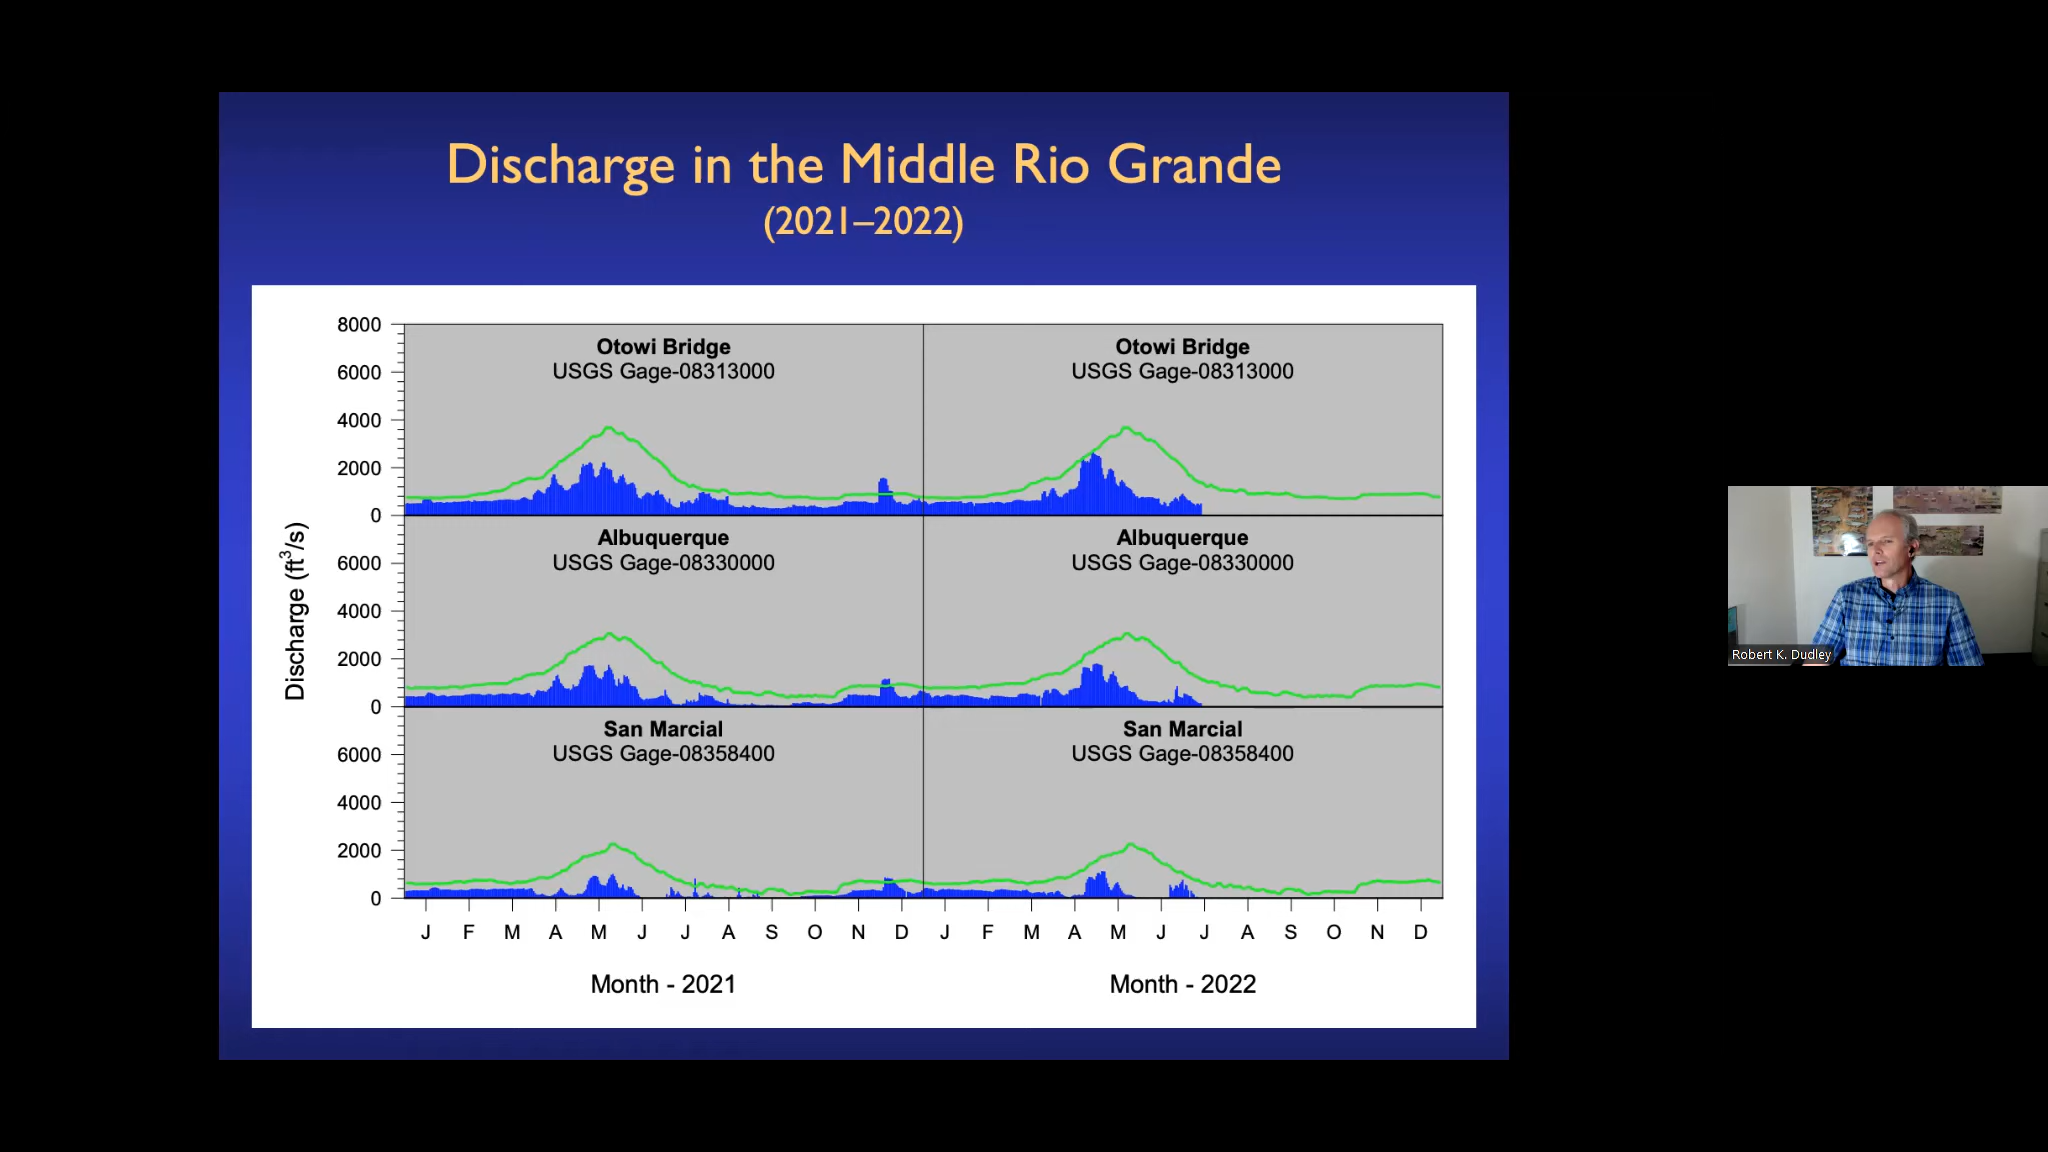 Discharge in the Middle Rio Grande
(2021–2022)
Discharge (ft³/s)
8000
6000
4000
2000
0
Otowi Bridge
USGS Gage-08313000
Otowi Bridge
USGS Gage-08313000
6000
4000
2000
0
Albuquerque
USGS Gage-08330000
Albuquerque
USGS Gage-08330000
6000
4000
2000
0
San Marcial
USGS Gage-08358400
San Marcial
USGS Gage-08358400
J F M A M J J A S O N D J F M A M J J A S O N D
Month - 2021
Month - 2022
Robert K. Dudley